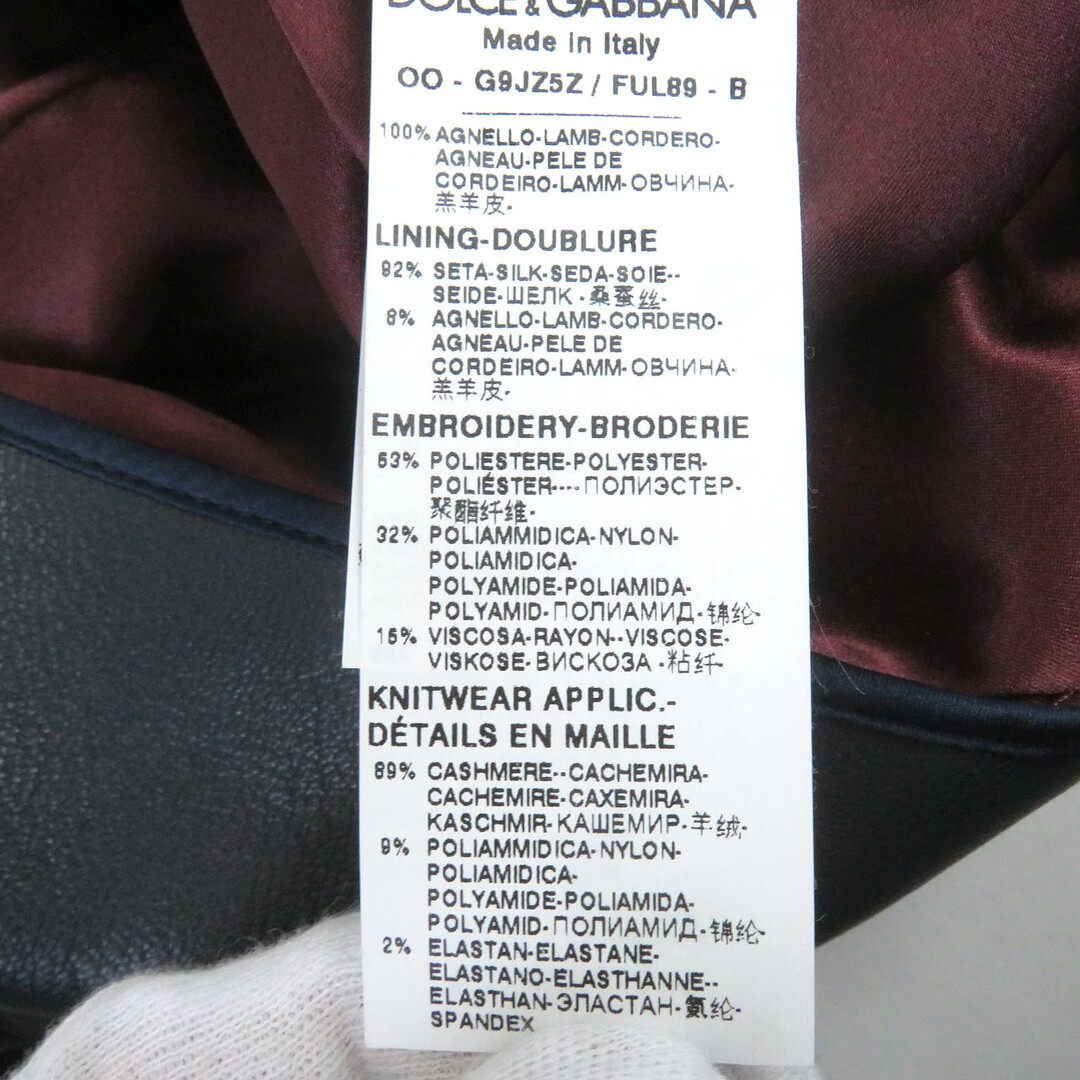 DOLCE & GABBANA
Made in Italy
OO - G9JZ5Z / FUL89 - B
100% AGNELLO-LAMB-CORDERO-
AGNEAU-PELE DE
CORDEIRO-LAMM-ОВЧИНА-
羔羊皮-
LINING-DOUBLURE
92% SETA-SILK-SEDA-SOIE--
SEIDE-ШЕЛК -桑蚕丝-
8% AGNELLO-LAMB-CORDERO-
AGNEAU-PELE DE
CORDEIRO-LAMM-ОВЧИНА-
羔羊皮-
EMBROIDERY-BRODERIE
53% POLIESTERE-POLYESTER-
POLIÉSTER----ПОЛИЭСТЕР-
聚酯纤维-
32% POLIAMMIDICA-NYLON-
POLIAMIDICA-
POLYAMIDE-POLIAMIDA-
POLYAMID-ПОЛИАМИД-锦纶-
15% VISCOSA-RAYON--VISCOSE-
VISKOSE-ВИСКОЗА -粘纤-
KNITWEAR APPLIC.-
DÉTAILS EN MAILLE
89% CASHMERE--CACHEMIRA-
CACHEMIRE-CAXEMIRA-
KASCHMIR-КАШЕМИР-羊绒-
9% POLIAMMIDICA-NYLON-
POLIAMIDICA-
POLYAMIDE-POLIAMIDA-
POLYAMID-ПОЛИАМИД-锦纶-
2% ELASTAN-ELASTANE-
ELASTANO-ELASTHANNE--
ELASTHAN-ЭЛАСТАН-氨纶-
SPANDEX